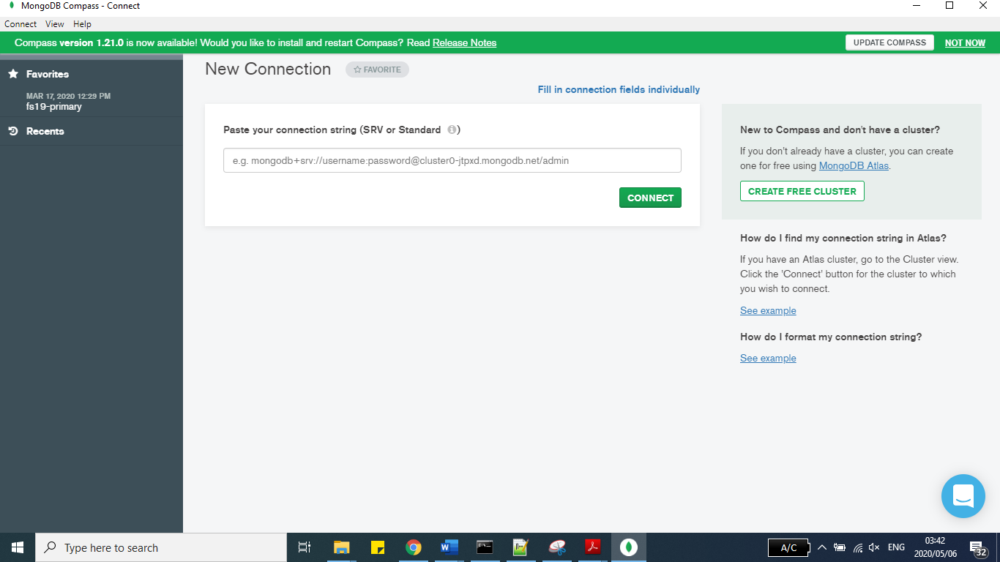 MongoDB Compass - Connect
Connect View Help
Compass version 1.21.0 is now available! Would you like to install and restart Compass? Read Release Notes
UPDATE COMPASS
NOT NOW
Favorites
MAR 17, 2020 12:29 PM
fs19-primary
Recents
New Connection
FAVORITE
Fill in connection fields individually
Paste your connection string (SRV or Standard )
e.g. mongodb+srv://username:password@cluster0-jtpxd.mongodb.net/admin
CONNECT
New to Compass and don't have a cluster?
If you don't already have a cluster, you can create
one for free using MongoDB Atlas.
CREATE FREE CLUSTER
How do I find my connection string in Atlas?
If you have an Atlas cluster, go to the Cluster view.
Click the 'Connect' button for the cluster to which
you wish to connect.
See example
How do I format my connection string?
See example
Type here to search
A/C
ENG
03:42
2020/05/06
32